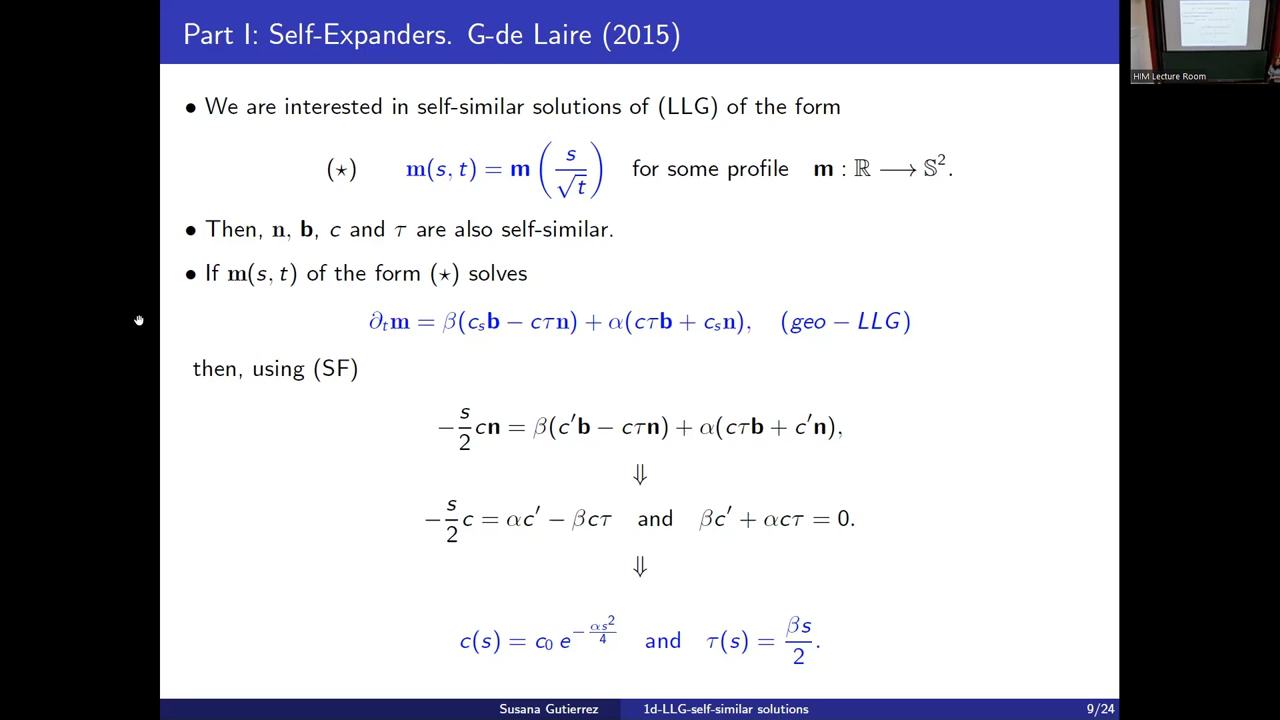 Part I: Self-Expanders. G-de Laire (2015)
HIM Lecture Room
• We are interested in self-similar solutions of (LLG) of the form
(⋆) m(s, t) = m(s/√t) for some profile m : ℝ ⟶ 𝕊².
• Then, n, b, c and τ are also self-similar.
• If m(s, t) of the form (⋆) solves
∂ₜm = β(cₛb − cτn) + α(cτb + cₛn), (geo − LLG)
then, using (SF)
−s/2 cn = β(c′b − cτn) + α(cτb + c′n),
⇓
−s/2 c = αc′ − βcτ and βc′ + αcτ = 0.
⇓
c(s) = c₀ e^{−αs²/4} and τ(s) = βs/2.
Susana Gutierrez 1d-LLG-self-similar solutions 9/24